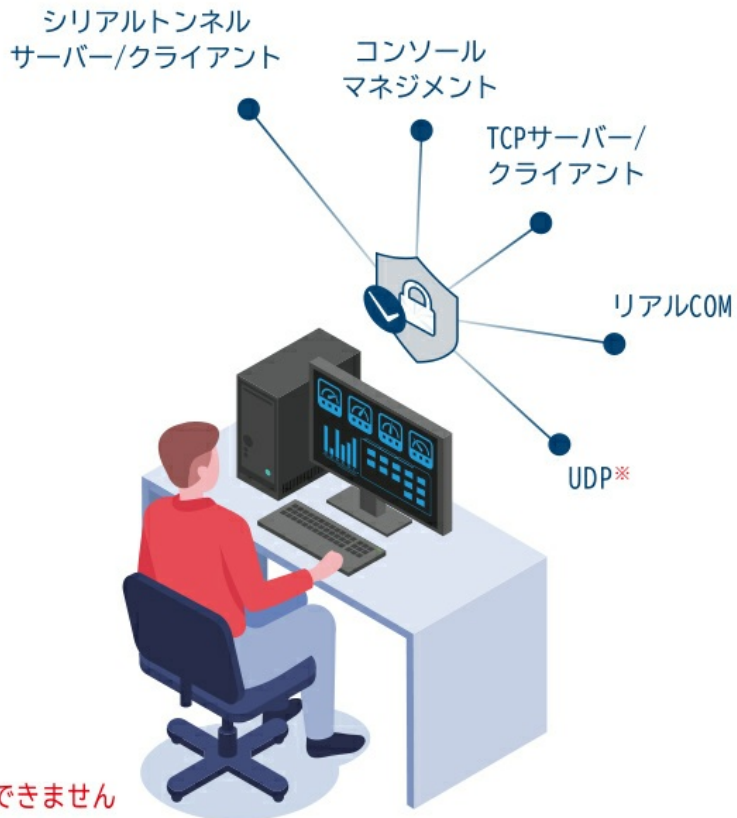 シリアルトンネル
サーバー/クライアント
コンソール
マネジメント
TCPサーバー/
クライアント
リアルCOM
UDP※
できません